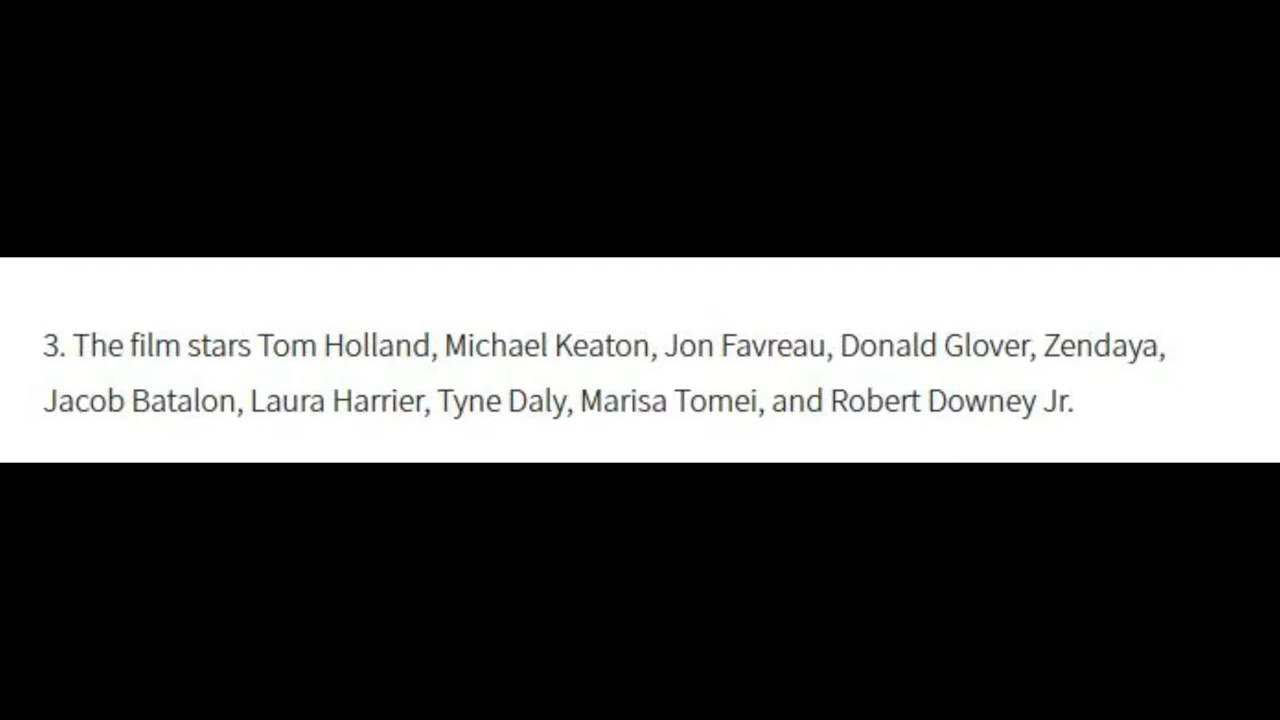 3. The film stars Tom Holland, Michael Keaton, Jon Favreau, Donald Glover, Zendaya,
Jacob Batalon, Laura Harrier, Tyne Daly, Marisa Tomei, and Robert Downey Jr.